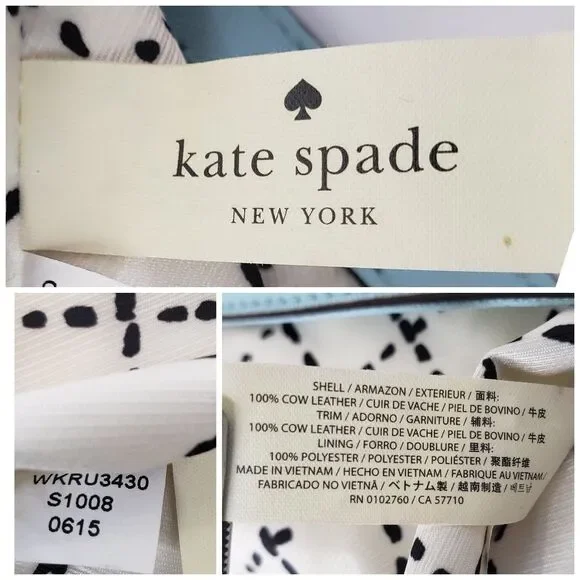 kate spade
NEW YORK
WKRU3430
S1008
0615
SHELL / ARMAZON / EXTERIEUR / 面料:
100% COW LEATHER / CUIR DE VACHE / PIEL DE BOVINO / 牛皮
TRIM / ADORNO / GARNITURE / 辅料:
100% COW LEATHER / CUIR DE VACHE / PIEL DE BOVINO / 牛皮
LINING / FORRO / DOUBLURE / 里料:
100% POLYESTER / POLYESTER / POLIÉSTER / 聚酯纤维
MADE IN VIETNAM / HECHO EN VIETNAM / FABRIQUE AU VIETNAM/
FABRICADO NO VIETNÃ / ベトナム製 / 越南制造 / 베트남
RN 0102760 / CA 57710